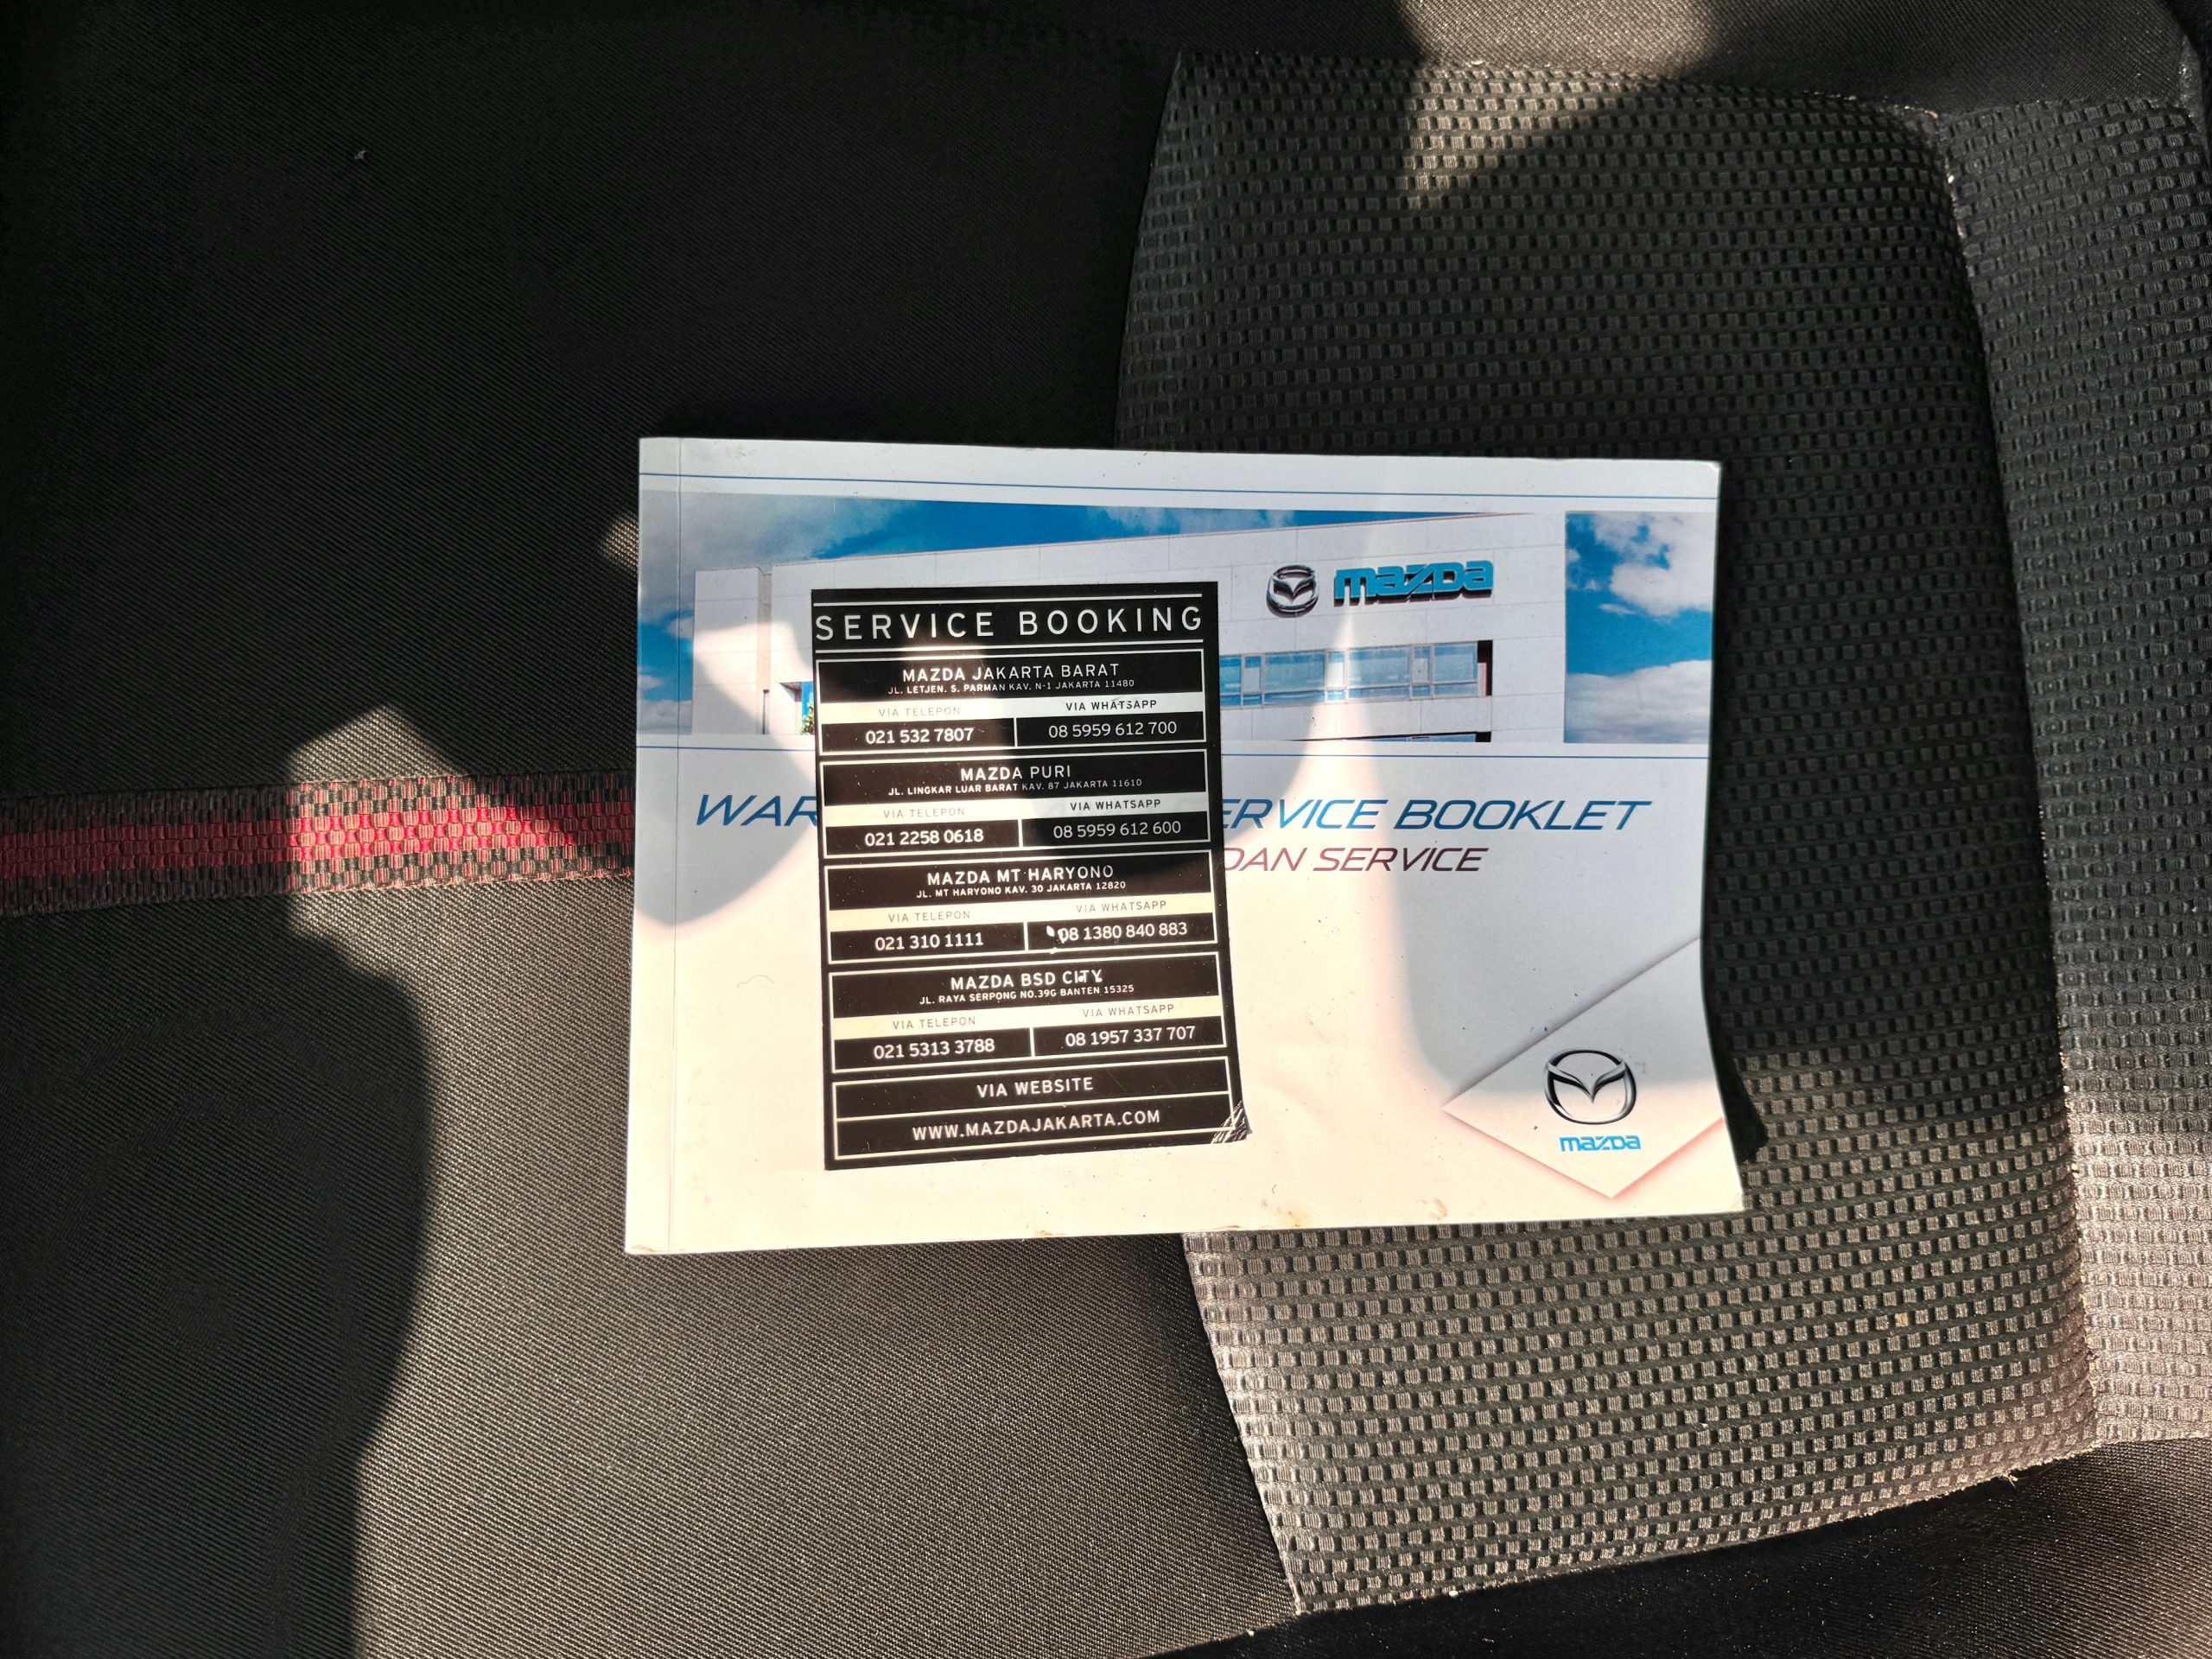 mazda
SERVICE BOOKING
MAZDA JAKARTA BARAT
JL. LETJEN. S. PARMAN KAV. N-1 JAKARTA 11480
VIA TELEPON VIA WHATSAPP
021 532 7807 08 5959 612 700
MAZDA PURI
JL. LINGKAR LUAR BARAT KAV. 87 JAKARTA 11610
VIA TELEPON VIA WHATSAPP
021 2258 0618 08 5959 612 600
MAZDA MT HARYONO
JL. MT HARYONO KAV. 30 JAKARTA 12820
VIA TELEPON VIA WHATSAPP
021 310 1111 08 1380 840 883
MAZDA BSD CITY
JL. RAYA SERPONG NO.39G BANTEN 15325
VIA TELEPON VIA WHATSAPP
021 5313 3788 08 1957 337 707
VIA WEBSITE
WWW.MAZDAJAKARTA.COM
WAR ERVICE BOOKLET
DAN SERVICE
mazda